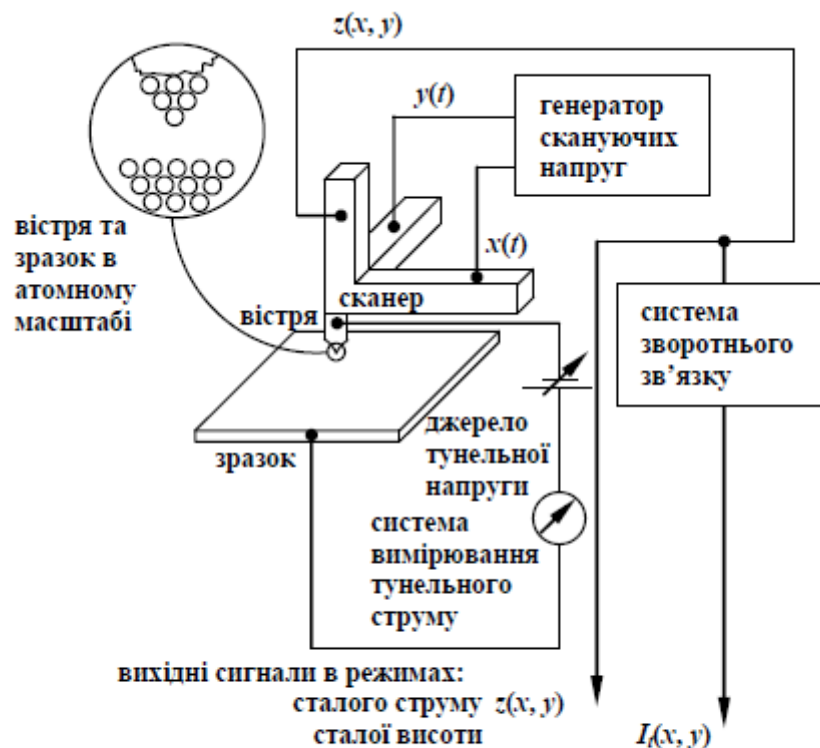 z(x, y)
y(t)
генератор
скануючих
напруг
вістря та
зразок в
атомному
масштабі
x(t)
сканер
вістря
система
зворотнього
зв’язку
зразок
джерело
тунельної
напруги
система
вимірювання
тунельного
струму
вихідні сигнали в режимах:
сталого струму z(x, y)
сталої висоти I_t(x, y)